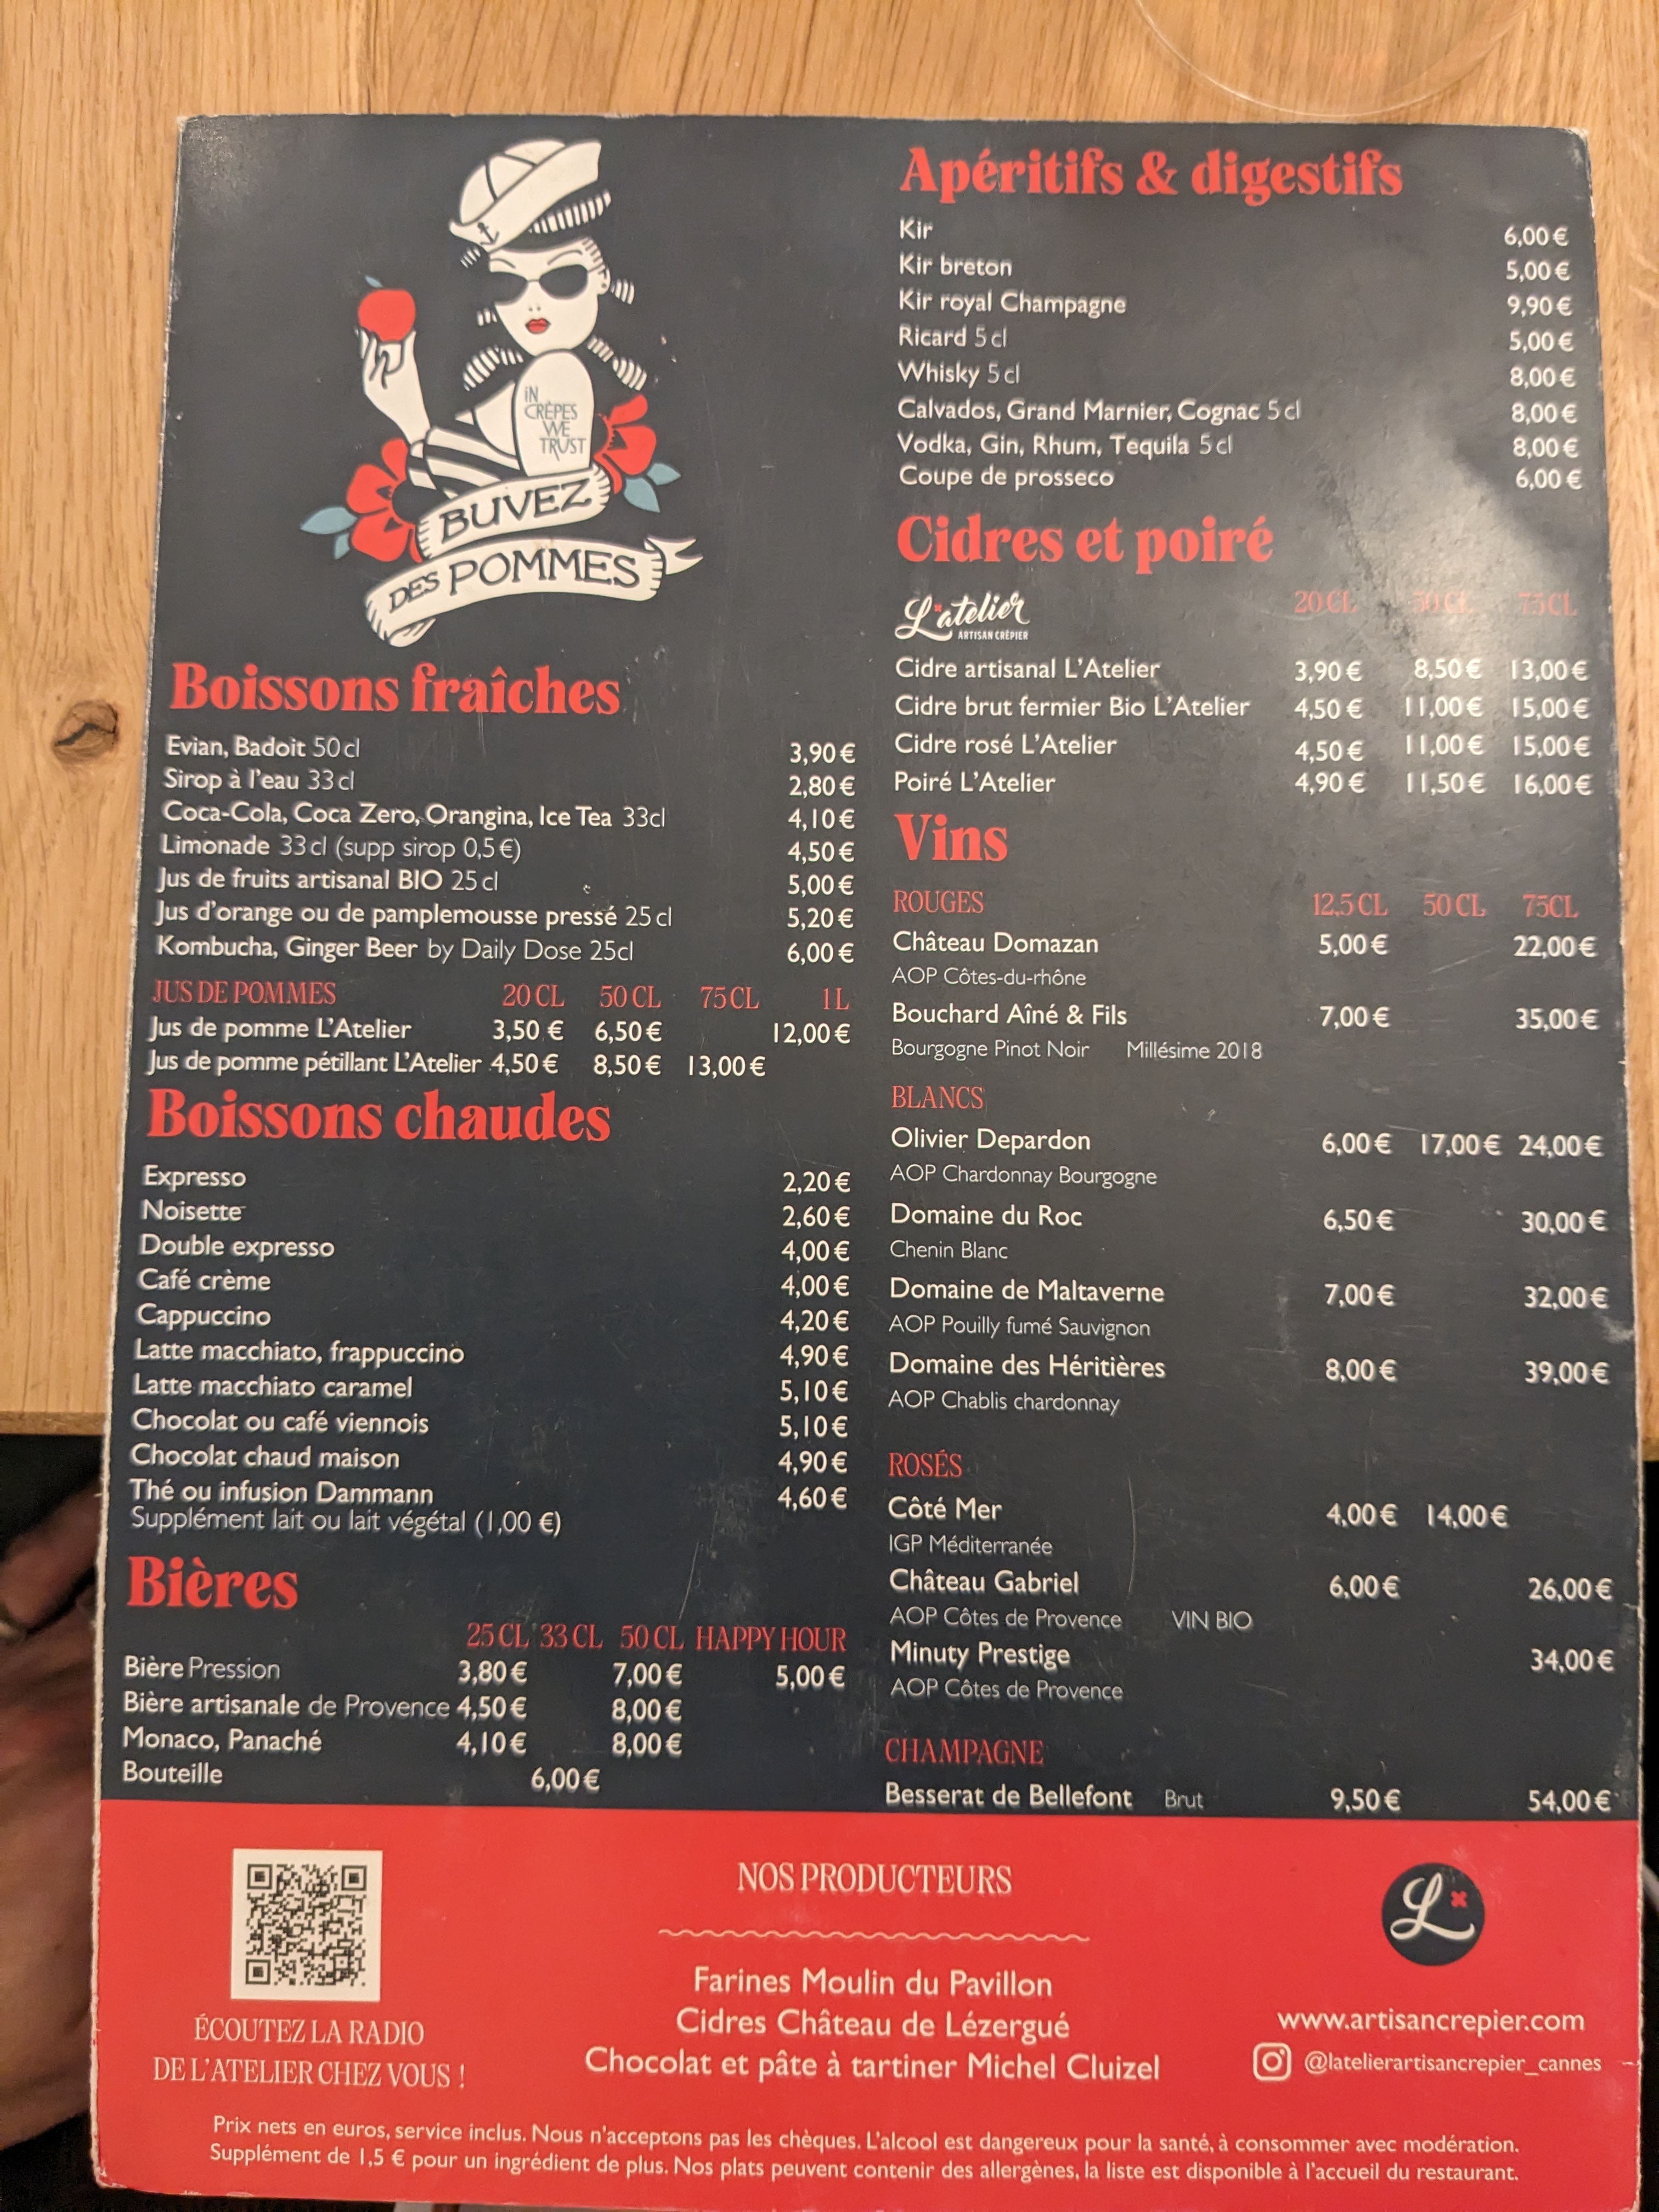 iN
CRÊPES
WE
TRUST
BUVEZ
DES POMMES
Boissons fraîches
Evian, Badoit 50 cl 3,90 €
Sirop à l'eau 33 cl 2,80 €
Coca-Cola, Coca Zero, Orangina, Ice Tea 33cl 4,10 €
Limonade 33 cl (supp sirop 0,5 €) 4,50 €
Jus de fruits artisanal BIO 25 cl 5,00 €
Jus d'orange ou de pamplemousse pressé 25 cl 5,20 €
Kombucha, Ginger Beer by Daily Dose 25cl 6,00 €
JUS DE POMMES 20 CL 50 CL 75 CL 1 L
Jus de pomme L'Atelier 3,50 € 6,50 € 12,00 €
Jus de pomme pétillant L'Atelier 4,50 € 8,50 € 13,00 €
Boissons chaudes
Expresso 2,20 €
Noisette 2,60 €
Double expresso 4,00 €
Café crème 4,00 €
Cappuccino 4,20 €
Latte macchiato, frappuccino 4,90 €
Latte macchiato caramel 5,10 €
Chocolat ou café viennois 5,10 €
Chocolat chaud maison 4,90 €
Thé ou infusion Dammann 4,60 €
Supplément lait ou lait végétal (1,00 €)
Bières
25 CL 33 CL 50 CL HAPPY HOUR
Bière Pression 3,80 € 7,00 € 5,00 €
Bière artisanale de Provence 4,50 € 8,00 €
Monaco, Panaché 4,10 € 8,00 €
Bouteille 6,00 €
Apéritifs & digestifs
Kir 6,00 €
Kir breton 5,00 €
Kir royal Champagne 9,90 €
Ricard 5 cl 5,00 €
Whisky 5 cl 8,00 €
Calvados, Grand Marnier, Cognac 5 cl 8,00 €
Vodka, Gin, Rhum, Tequila 5 cl 8,00 €
Coupe de prosseco 6,00 €
Cidres et poiré
L'atelier 20 CL 50 CL 75 CL
ARTISAN CRÊPIER
Cidre artisanal L'Atelier 3,90 € 8,50 € 13,00 €
Cidre brut fermier Bio L'Atelier 4,50 € 11,00 € 15,00 €
Cidre rosé L'Atelier 4,50 € 11,00 € 15,00 €
Poiré L'Atelier 4,90 € 11,50 € 16,00 €
Vins
ROUGES 12,5 CL 50 CL 75CL
Château Domazan 5,00 € 22,00 €
AOP Côtes-du-rhône
Bouchard Aîné & Fils 7,00 € 35,00 €
Bourgogne Pinot Noir Millésime 2018
BLANCS
Olivier Depardon 6,00 € 17,00 € 24,00 €
AOP Chardonnay Bourgogne
Domaine du Roc 6,50 € 30,00 €
Chenin Blanc
Domaine de Maltaverne 7,00 € 32,00 €
AOP Pouilly fumé Sauvignon
Domaine des Héritières 8,00 € 39,00 €
AOP Chablis chardonnay
ROSÉS
Côté Mer 4,00 € 14,00 €
IGP Méditerranée
Château Gabriel 6,00 € 26,00 €
AOP Côtes de Provence VIN BIO
Minuty Prestige 34,00 €
AOP Côtes de Provence
CHAMPAGNE
Besserat de Bellefont Brut 9,50 € 54,00 €
ÉCOUTEZ LA RADIO
DE L'ATELIER CHEZ VOUS !
NOS PRODUCTEURS
Farines Moulin du Pavillon
Cidres Château de Lézergué
Chocolat et pâte à tartiner Michel Cluizel
L
www.artisancrepier.com
@latelierartisancrepier_cannes
Prix nets en euros, service inclus. Nous n'acceptons pas les chèques. L'alcool est dangereux pour la santé, à consommer avec modération.
Supplément de 1,5 € pour un ingrédient de plus. Nos plats peuvent contenir des allergènes, la liste est disponible à l'accueil du restaurant.